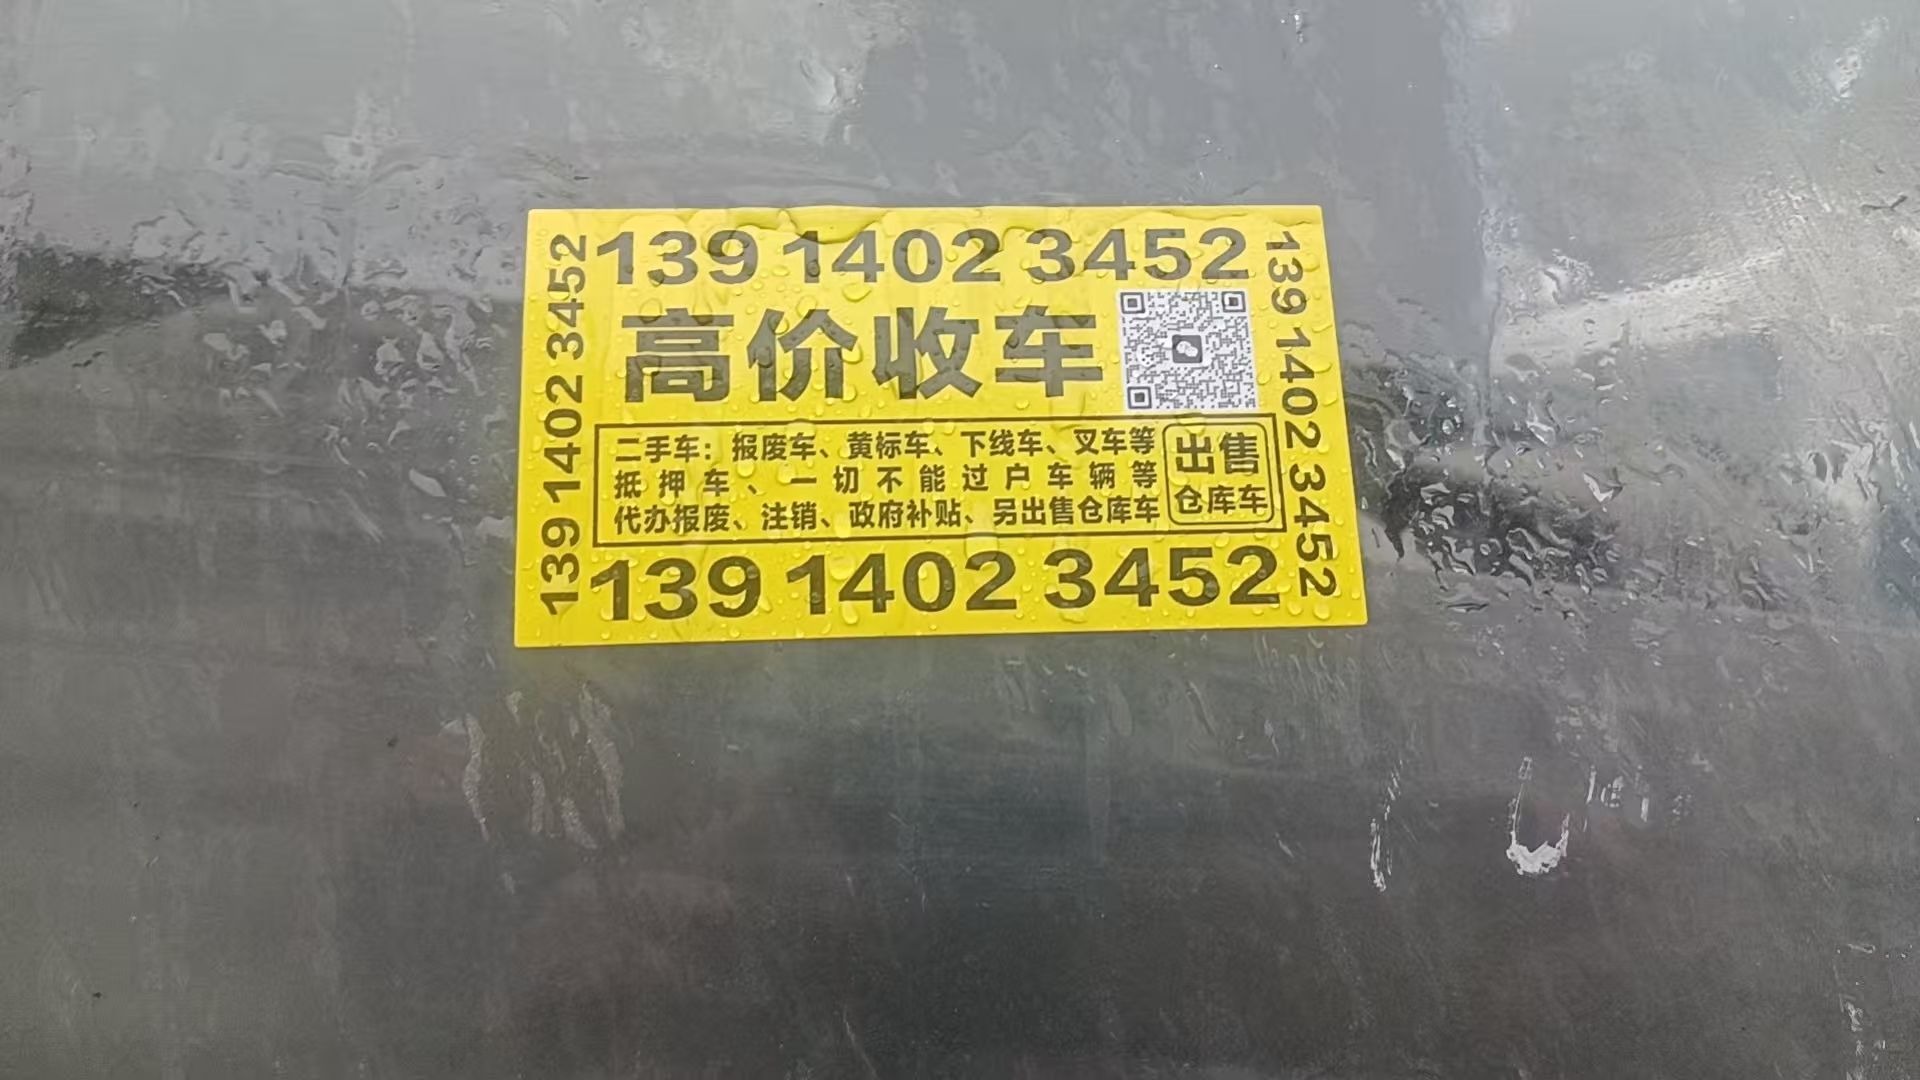 139 1402 3452
139 1402 3452
139 1402 3452
高价收车
二手车：报废车、黄标车、下线车、叉车等
抵押车、一切不能过户车辆等
代办报废、注销、政府补贴、另出售仓库车
出售
仓库车
139 1402 3452